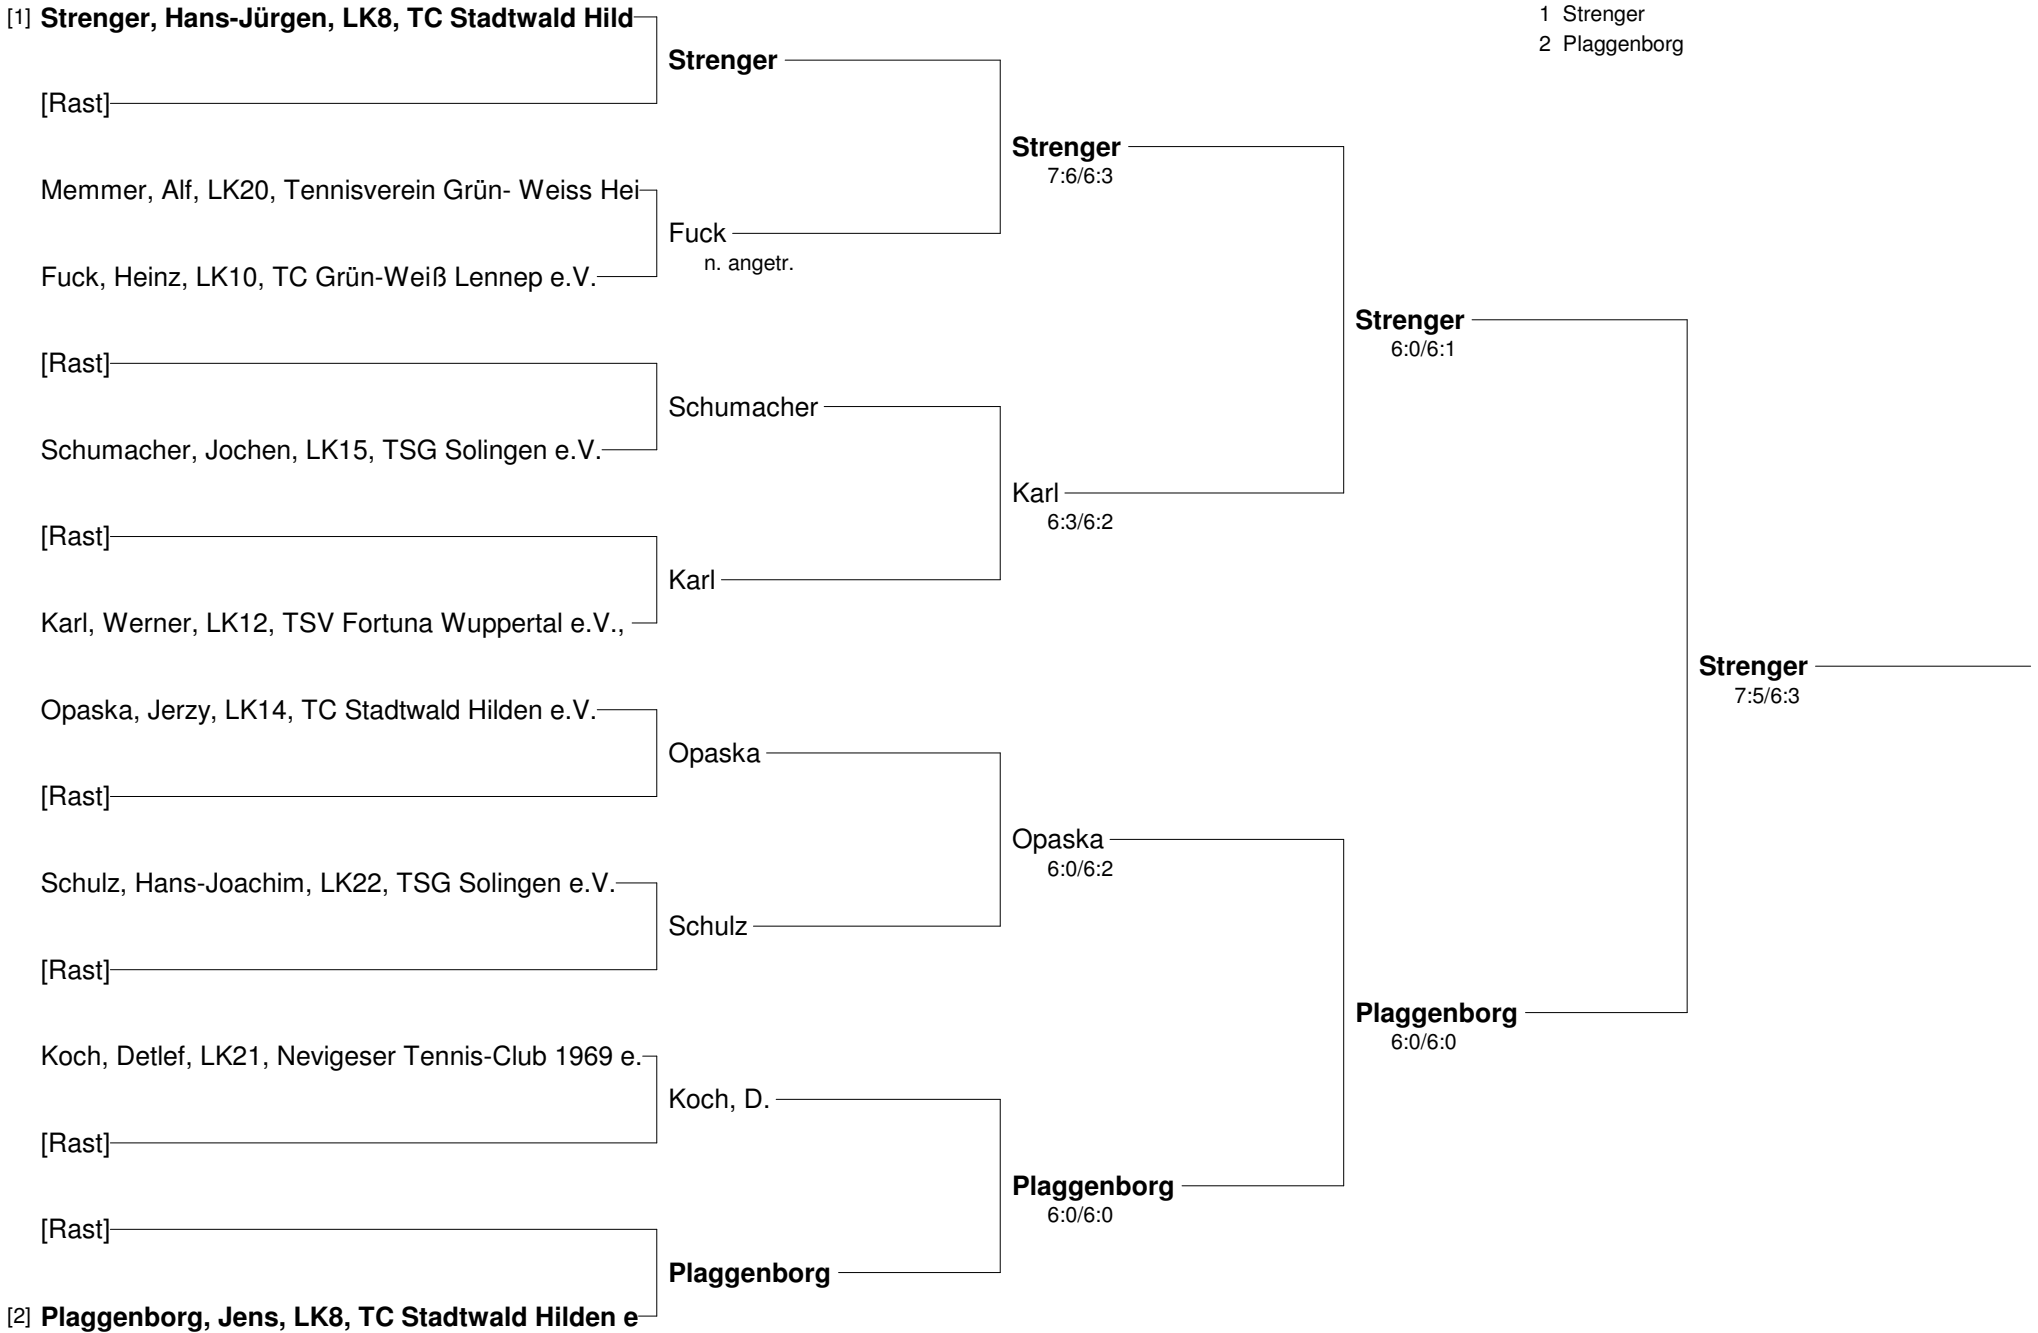 [1] Strenger, Hans-Jürgen, LK8, TC Stadtwald Hild
[Rast]
Memmer, Alf, LK20, Tennisverein Grün- Weiss Hei
Fuck, Heinz, LK10, TC Grün-Weiß Lennep e.V.
[Rast]
Schumacher, Jochen, LK15, TSG Solingen e.V.
[Rast]
Karl, Werner, LK12, TSV Fortuna Wuppertal e.V.,
Opaska, Jerzy, LK14, TC Stadtwald Hilden e.V.
[Rast]
Schulz, Hans-Joachim, LK22, TSG Solingen e.V.
[Rast]
Koch, Detlef, LK21, Nevigeser Tennis-Club 1969 e.
[Rast]
[Rast]
[2] Plaggenborg, Jens, LK8, TC Stadtwald Hilden e
Strenger
Fuck
n. angetr.
Schumacher
Karl
Opaska
Schulz
Koch, D.
Plaggenborg
Strenger
7:6/6:3
Karl
6:3/6:2
Opaska
6:0/6:2
Plaggenborg
6:0/6:0
Strenger
6:0/6:1
Plaggenborg
6:0/6:0
Strenger
7:5/6:3
1 Strenger
2 Plaggenborg